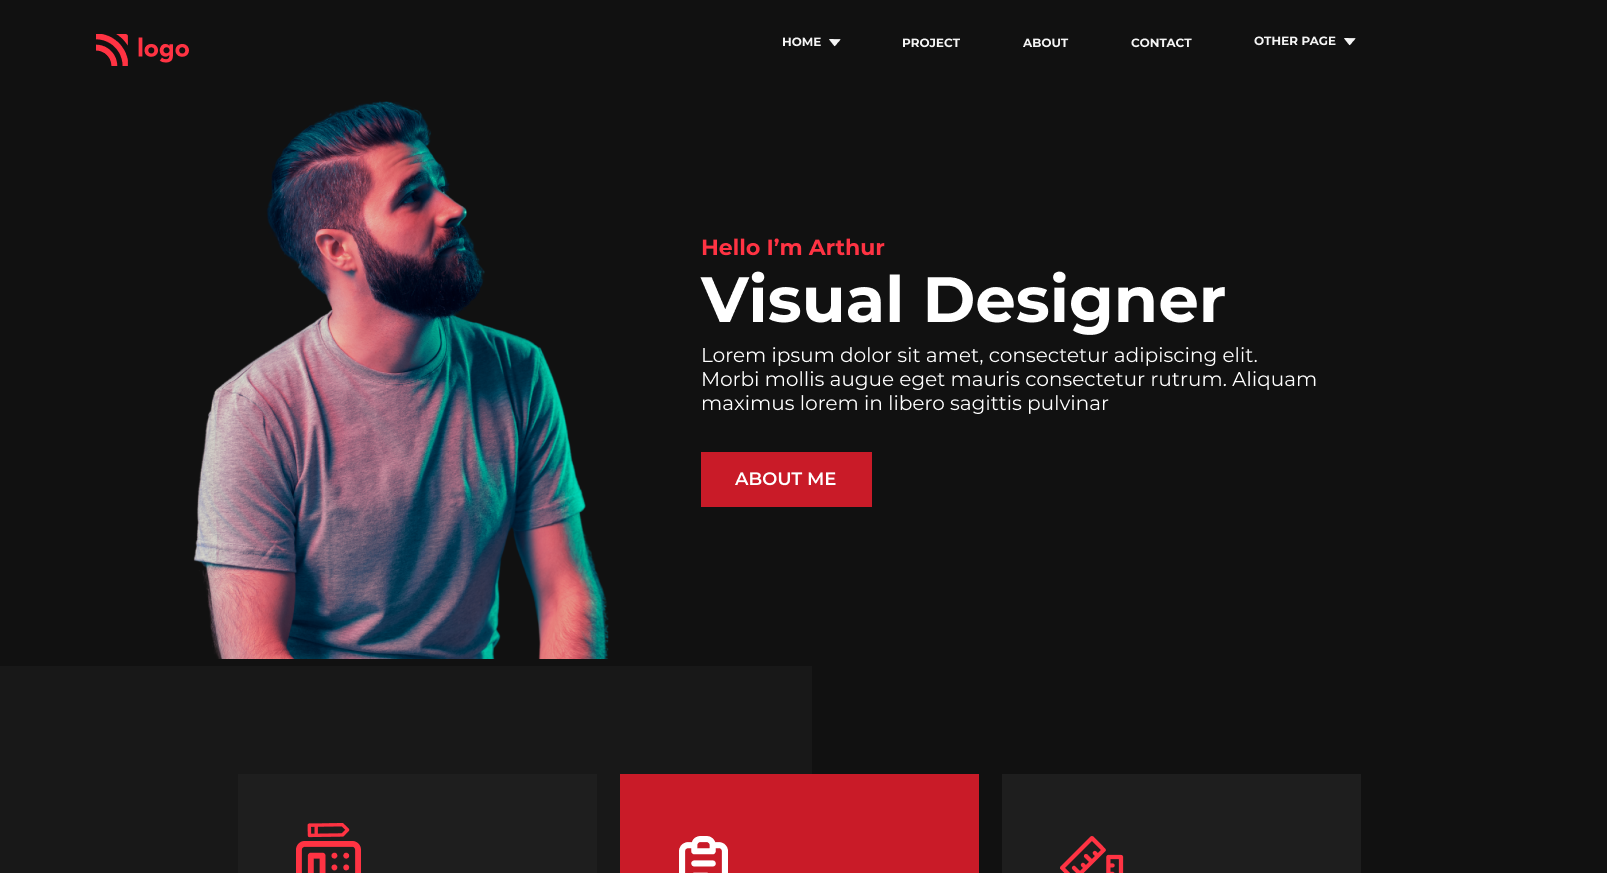 logo
HOME
PROJECT
ABOUT
CONTACT
OTHER PAGE
Hello I’m Arthur
Visual Designer
Lorem ipsum dolor sit amet, consectetur adipiscing elit.
Morbi mollis augue eget mauris consectetur rutrum. Aliquam
maximus lorem in libero sagittis pulvinar
ABOUT ME